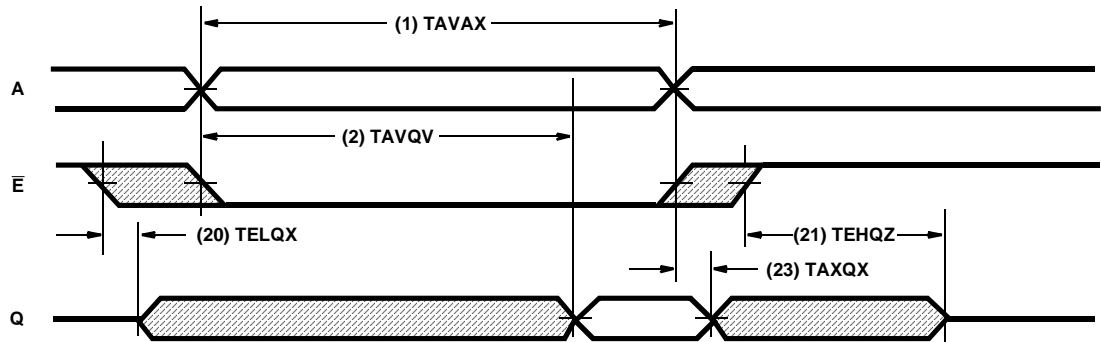 (1) TAVAX
A
(2) TAVQV
E̅
(20) TELQX
(21) TEHQZ
(23) TAXQX
Q